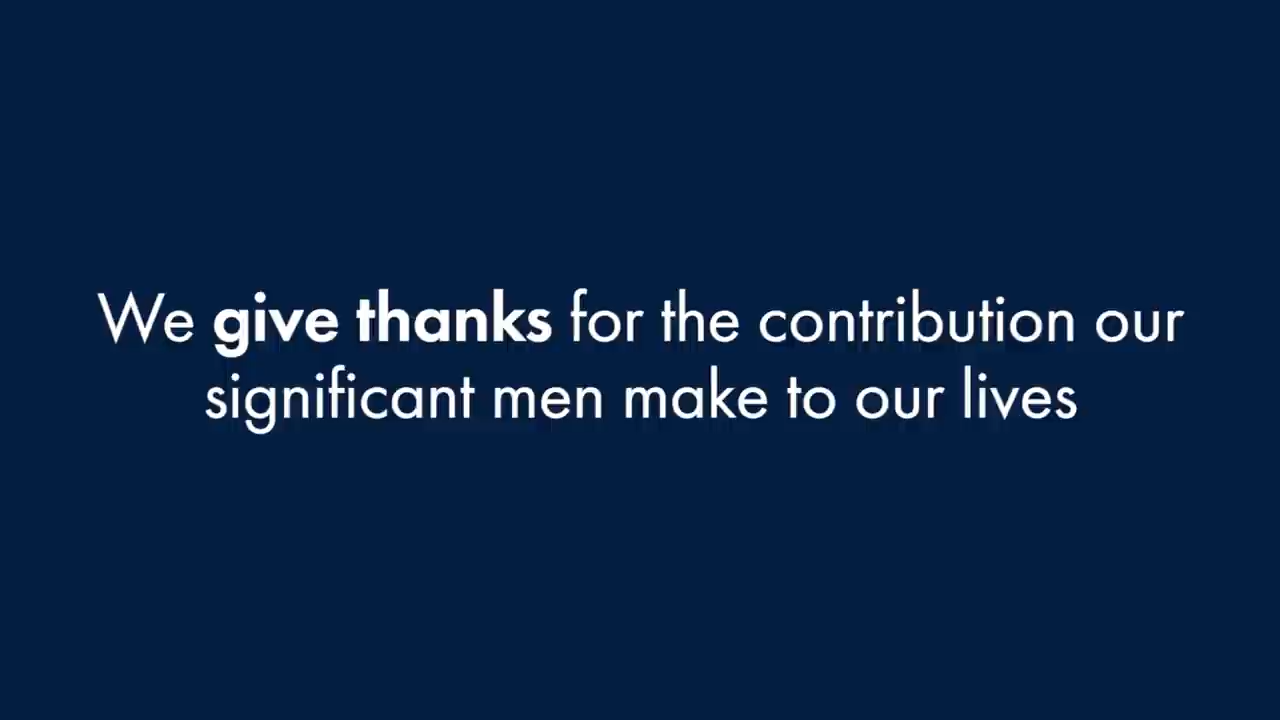 We give thanks for the contribution our
significant men make to our lives